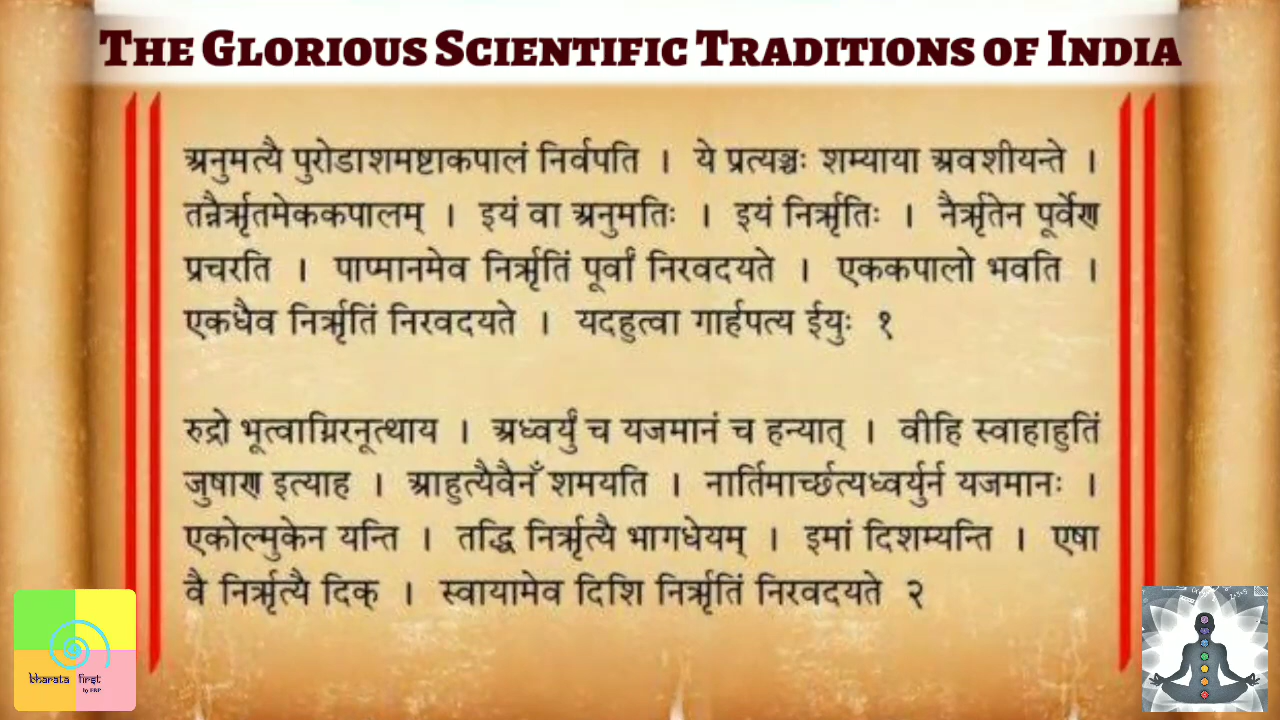 THE GLORIOUS SCIENTIFIC TRADITIONS OF INDIA
अनुमत्यै पुरोडाशमष्टाकपालं निर्वपति । ये प्रत्यञ्चः शम्याया अवशीयन्ते ।
तन्नैर्ऋतमेककपालम् । इयं वा अनुमतिः । इयं निर्ऋतिः । नैर्ऋतेन पूर्वेण
प्रचरति । पाप्मानमेव निर्ऋतिं पूर्वां निरवदयते । एककपालो भवति ।
एकधैव निर्ऋतिं निरवदयते । यदहुत्वा गार्हपत्य ईयुः १
रुद्रो भूत्वाग्निरनूत्थाय । अध्वर्युं च यजमानं च हन्यात् । वीहि स्वाहाहुतिं
जुषाण इत्याह । आहुत्यैवैनँ शमयति । नार्तिमार्च्छत्यध्वर्युर्न यजमानः ।
एकोल्मुकेन यन्ति । तद्धि निर्ऋत्यै भागधेयम् । इमां दिशम्यन्ति । एषा
वै निर्ऋत्यै दिक् । स्वायामेव दिशि निर्ऋतिं निरवदयते २
bharata first
by FBP